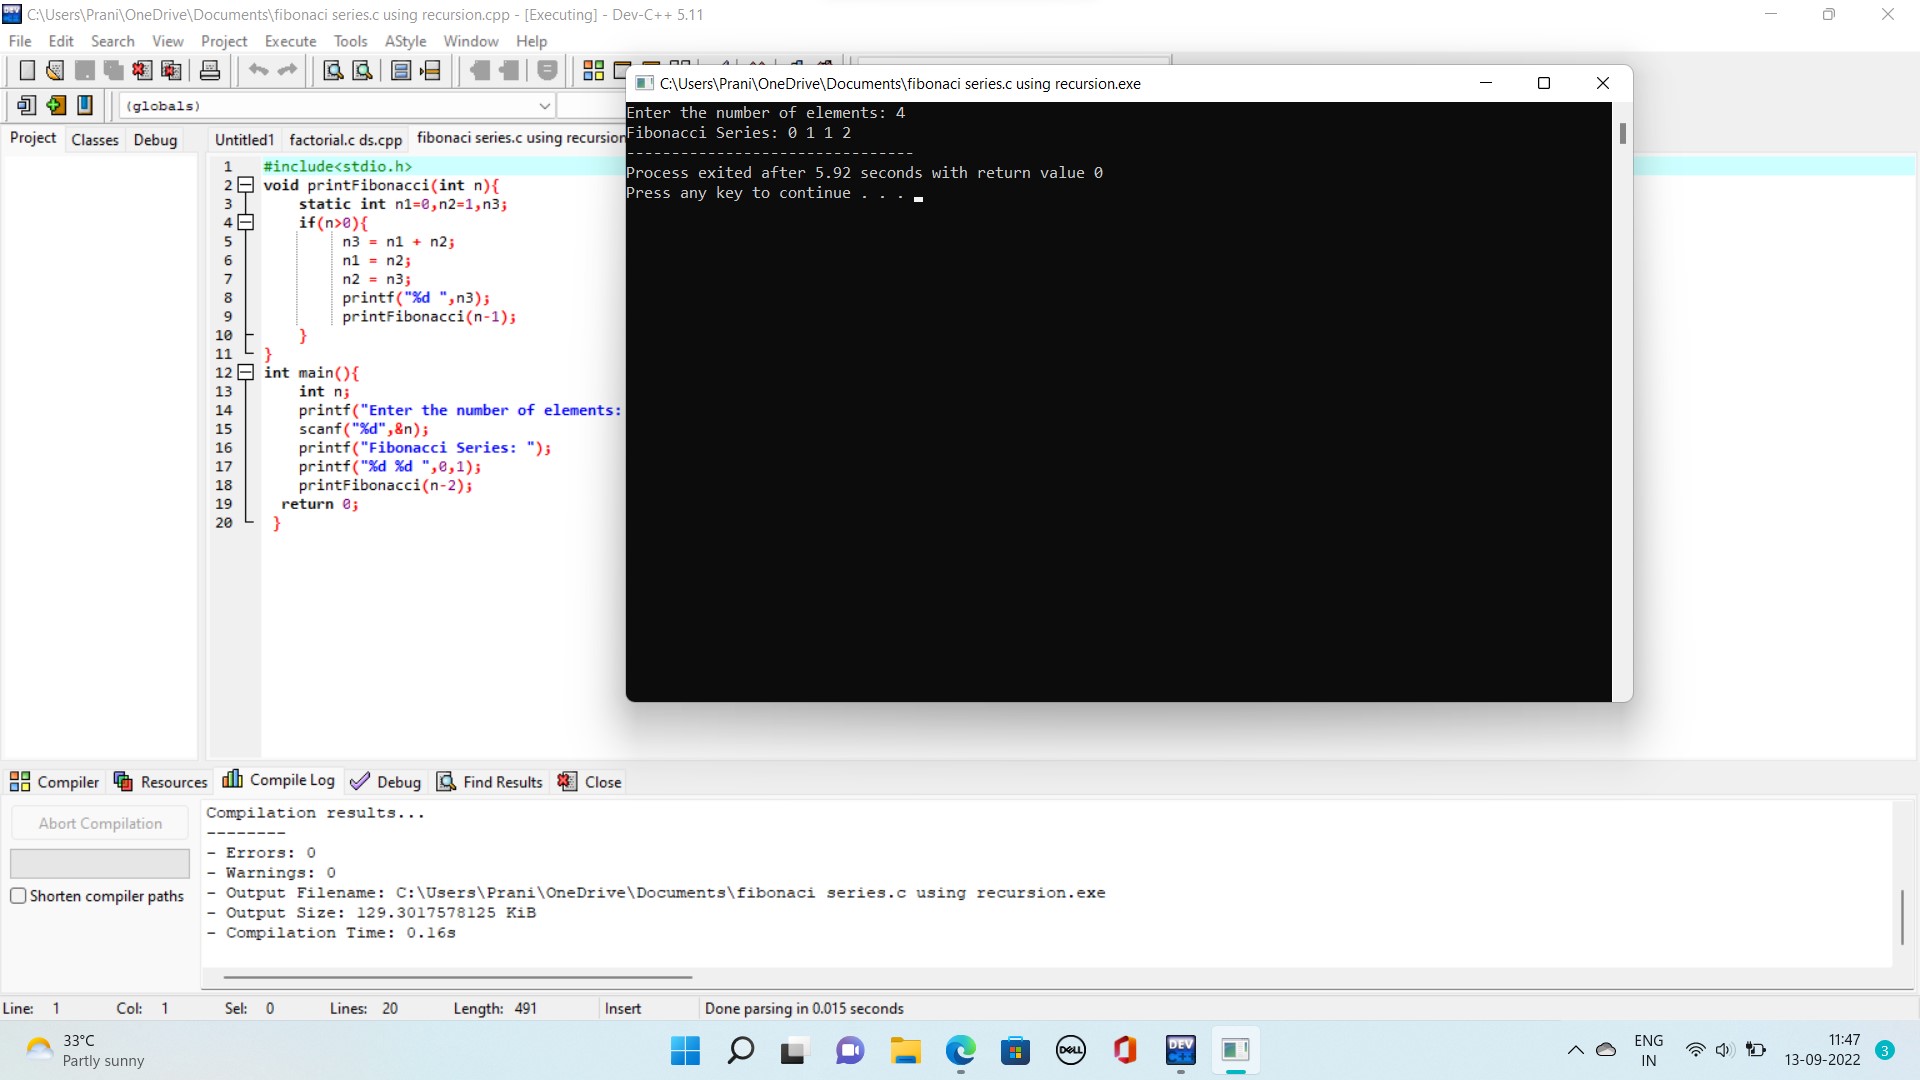 C:\Users\Prani\OneDrive\Documents\fibonaci series.c using recursion.cpp - [Executing] - Dev-C++ 5.11
File Edit Search View Project Execute Tools AStyle Window Help
(globals)
Project Classes Debug
Untitled1 factorial.c ds.cpp fibonaci series.c using recursion
1 #include<stdio.h>
2 void printFibonacci(int n){
3 static int n1=0,n2=1,n3;
4 if(n>0){
5 n3 = n1 + n2;
6 n1 = n2;
7 n2 = n3;
8 printf("%d ",n3);
9 printFibonacci(n-1);
10 }
11 }
12 int main(){
13 int n;
14 printf("Enter the number of elements:
15 scanf("%d",&n);
16 printf("Fibonacci Series: ");
17 printf("%d %d ",0,1);
18 printFibonacci(n-2);
19 return 0;
20 }
C:\Users\Prani\OneDrive\Documents\fibonaci series.c using recursion.exe
Enter the number of elements: 4
Fibonacci Series: 0 1 1 2
--------------------------------
Process exited after 5.92 seconds with return value 0
Press any key to continue . . .
Compiler Resources Compile Log Debug Find Results Close
Abort Compilation
Shorten compiler paths
Compilation results...
--------
- Errors: 0
- Warnings: 0
- Output Filename: C:\Users\Prani\OneDrive\Documents\fibonaci series.c using recursion.exe
- Output Size: 129.3017578125 KiB
- Compilation Time: 0.16s
Line: 1 Col: 1 Sel: 0 Lines: 20 Length: 491 Insert Done parsing in 0.015 seconds
33°C
Partly sunny
DELL
DEV
ENG
IN
11:47
13-09-2022
3